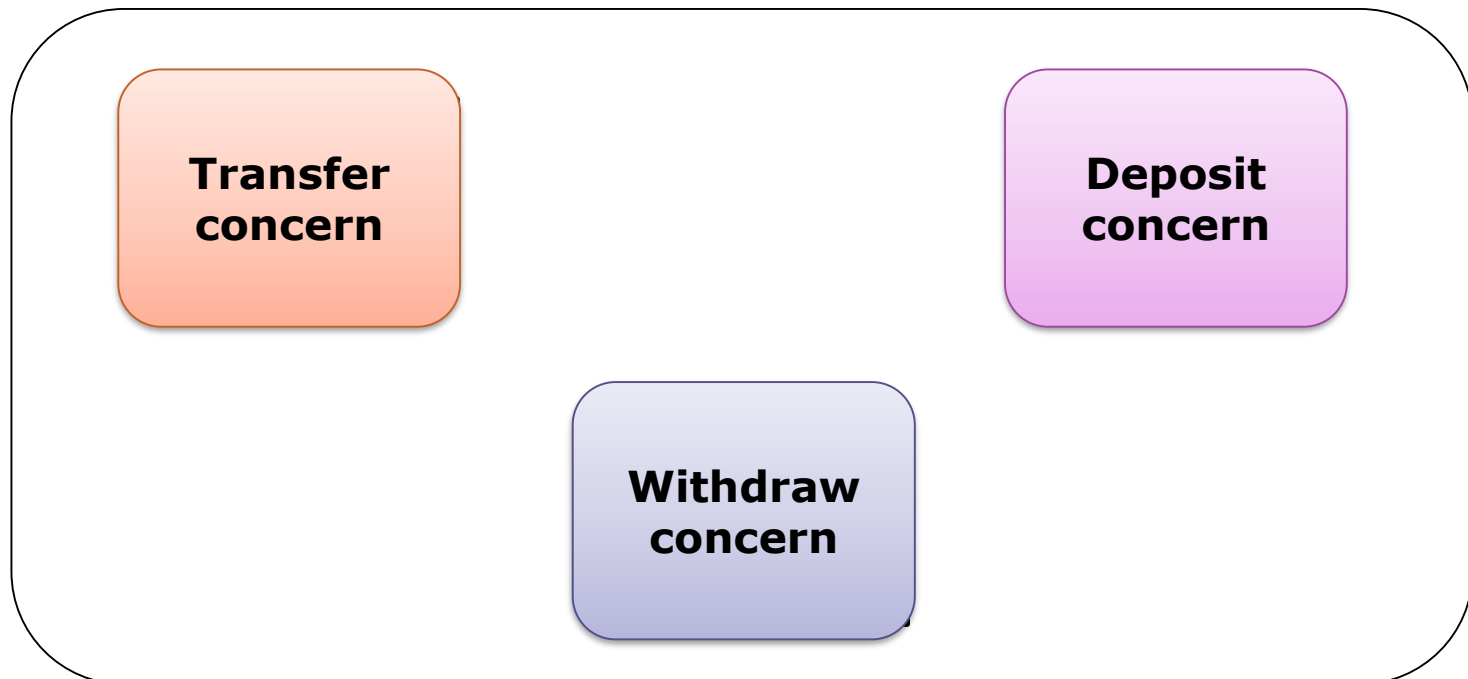 Transfer
concern
Deposit
concern
Withdraw
concern